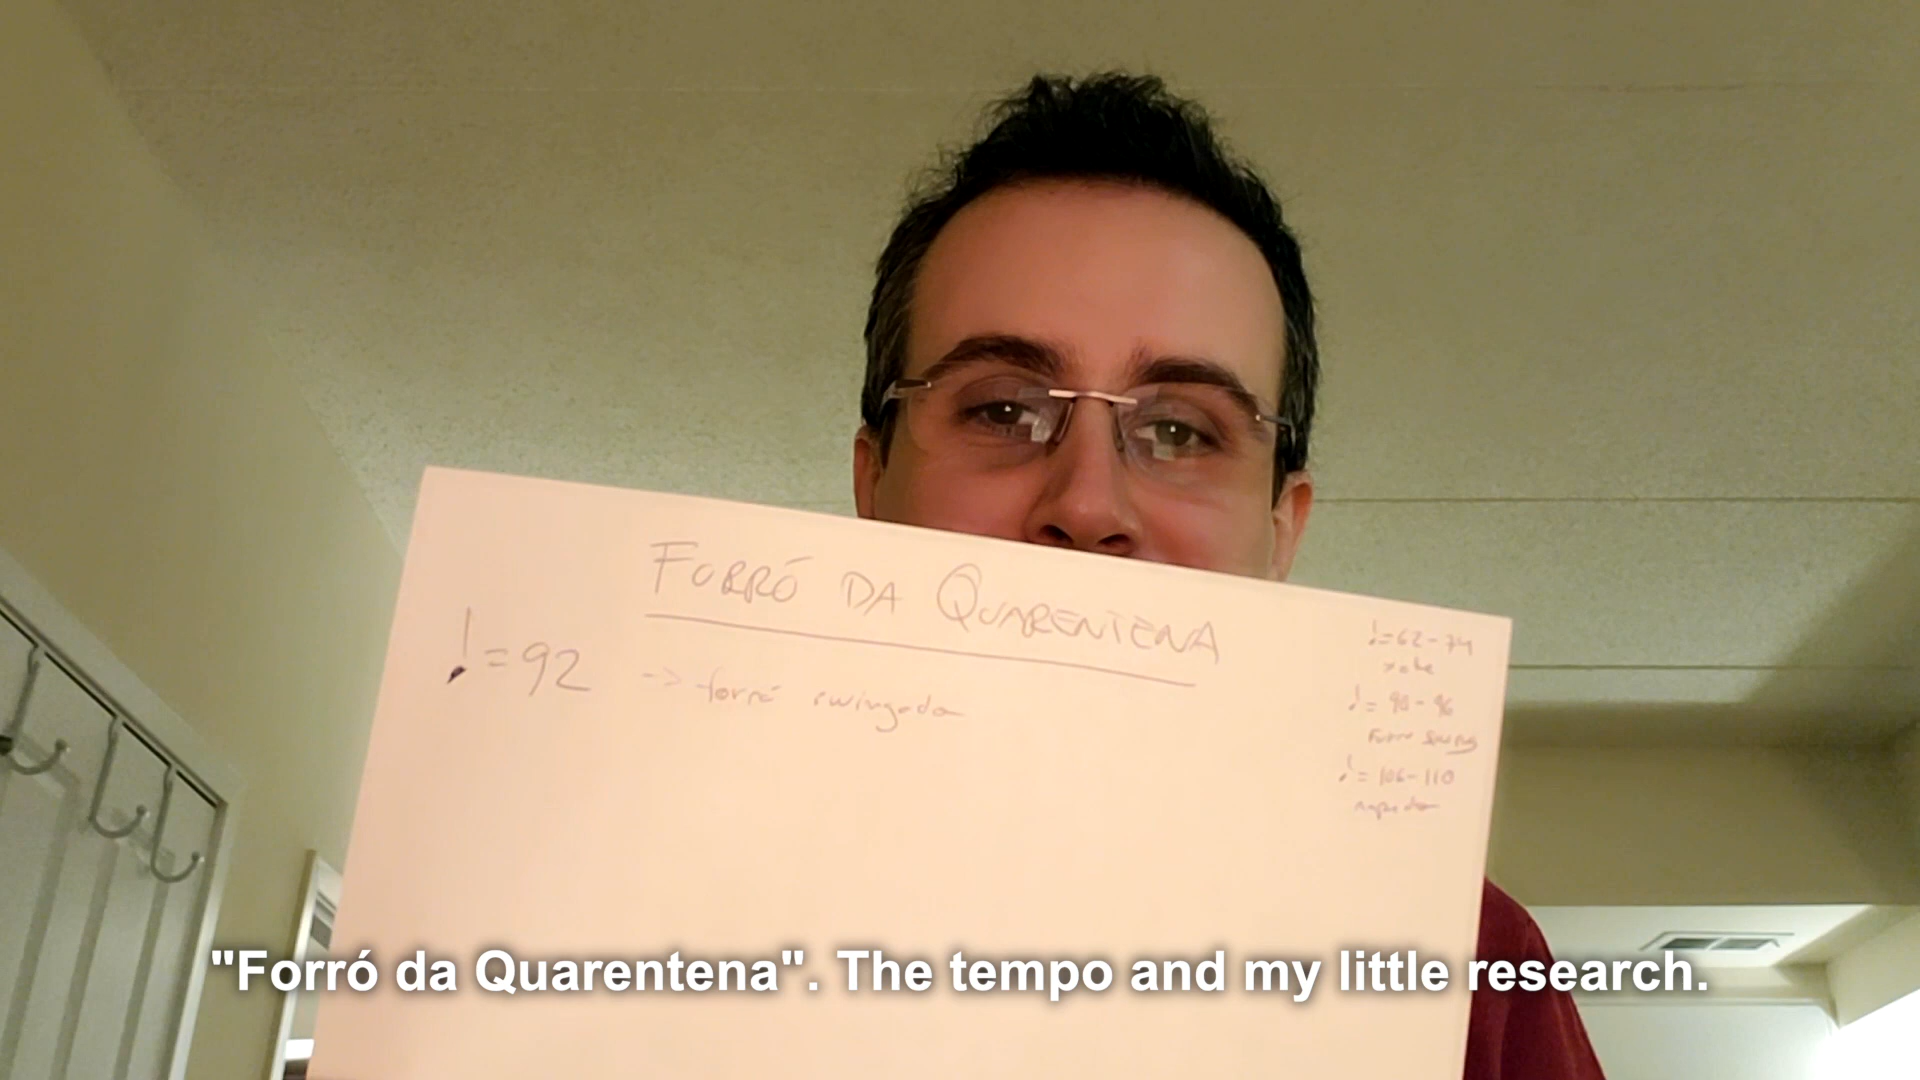 FORRÓ DA QUARENTENA
♩=92 -> forró swingado
♩=62-74
xote
♩=90-96
Forró Swing
♩=106-110
"Forró da Quarentena". The tempo and my little research.